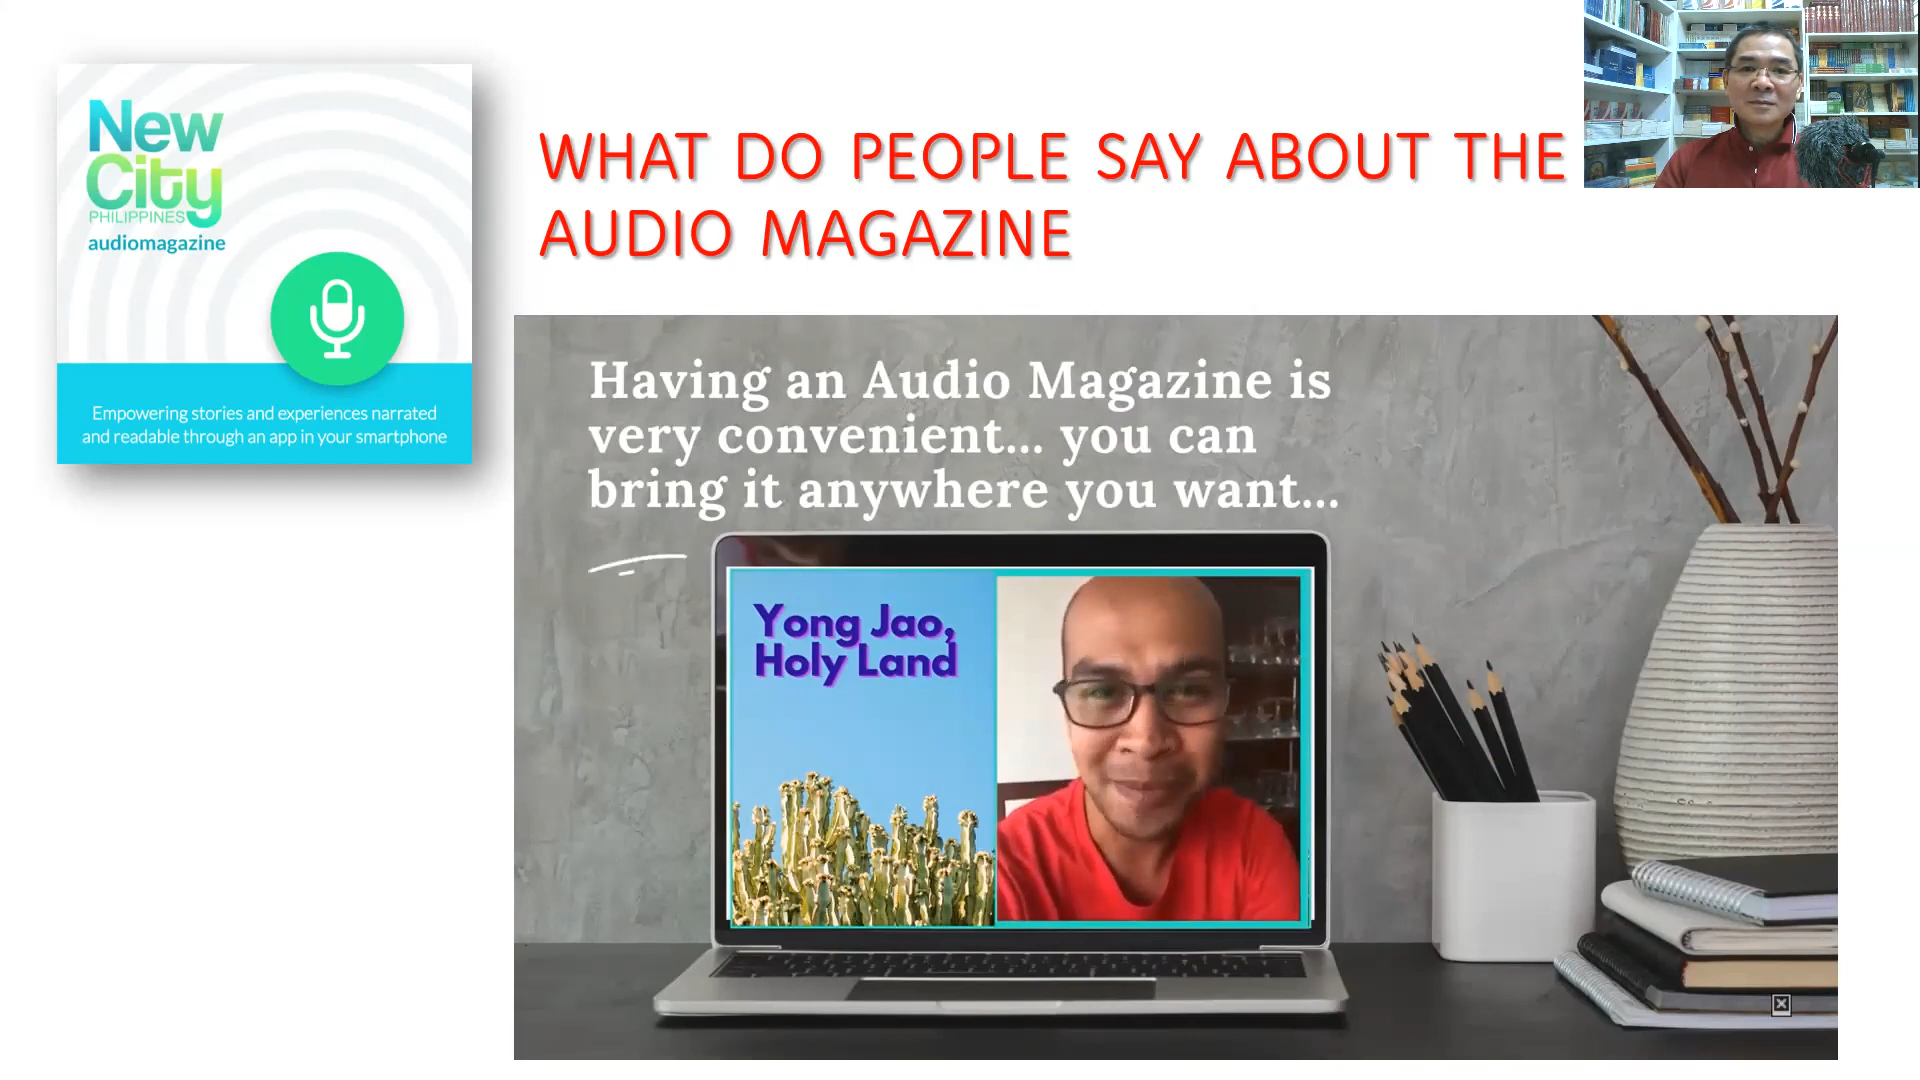 New
City
PHILIPPINES
audiomagazine
Empowering stories and experiences narrated
and readable through an app in your smartphone
WHAT DO PEOPLE SAY ABOUT THE
AUDIO MAGAZINE
Having an Audio Magazine is
very convenient... you can
bring it anywhere you want...
Yong Jao,
Holy Land